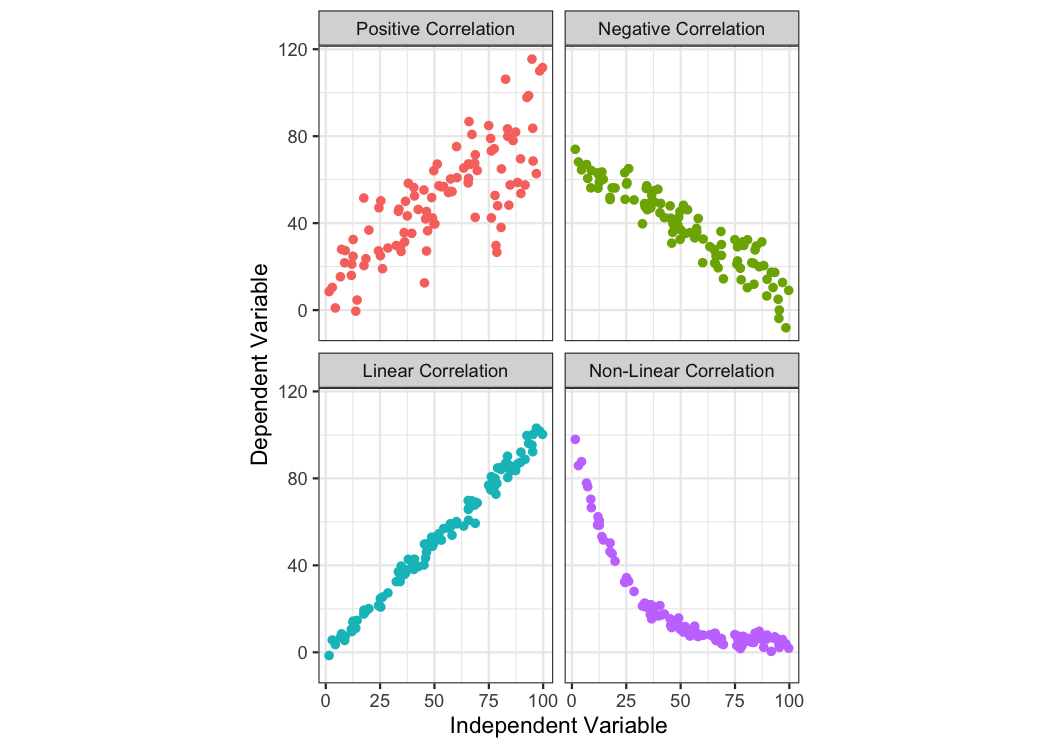 Positive Correlation
Negative Correlation
120
80
40
0
Linear Correlation
Non-Linear Correlation
120
80
40
0
0 25 50 75 100
0 25 50 75 100
Dependent Variable
Independent Variable